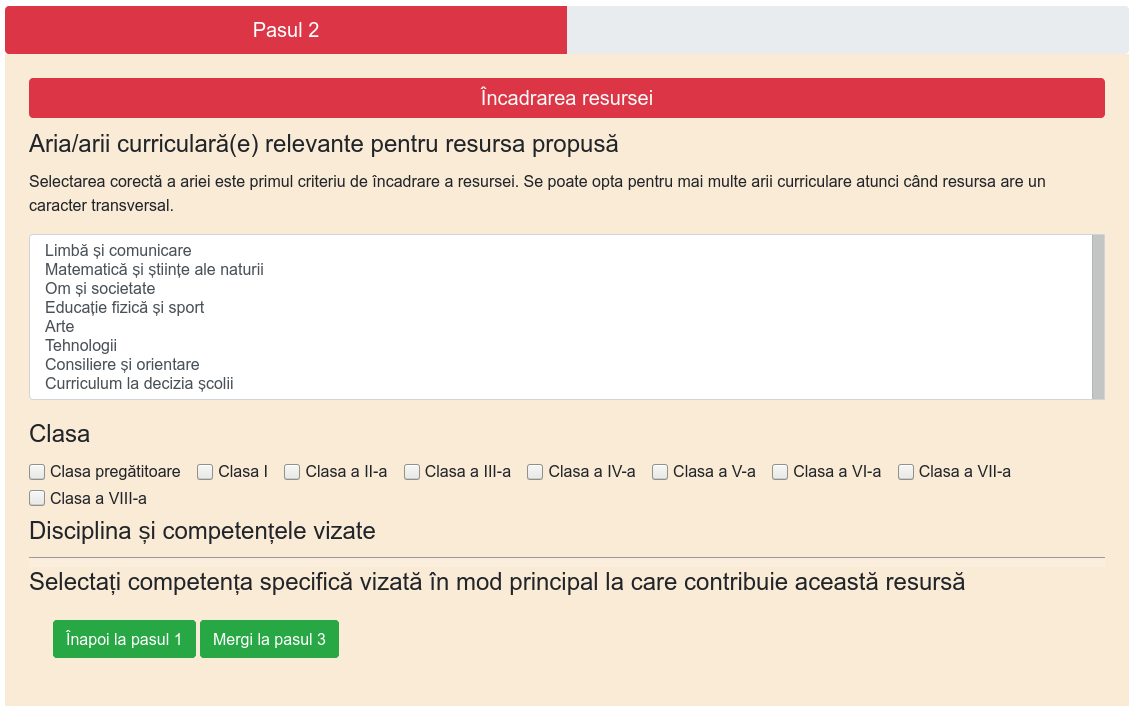 Pasul 2
Încadrarea resursei
Aria/arii curriculară(e) relevante pentru resursa propusă
Selectarea corectă a ariei este primul criteriu de încadrare a resursei. Se poate opta pentru mai multe arii curriculare atunci când resursa are un
caracter transversal.
Limbă și comunicare
Matematică și științe ale naturii
Om și societate
Educație fizică și sport
Arte
Tehnologii
Consiliere și orientare
Curriculum la decizia școlii
Clasa
Clasa pregătitoare Clasa I Clasa a II-a Clasa a III-a Clasa a IV-a Clasa a V-a Clasa a VI-a Clasa a VII-a
Clasa a VIII-a
Disciplina și competențele vizate
Selectați competența specifică vizată în mod principal la care contribuie această resursă
Înapoi la pasul 1 Mergi la pasul 3